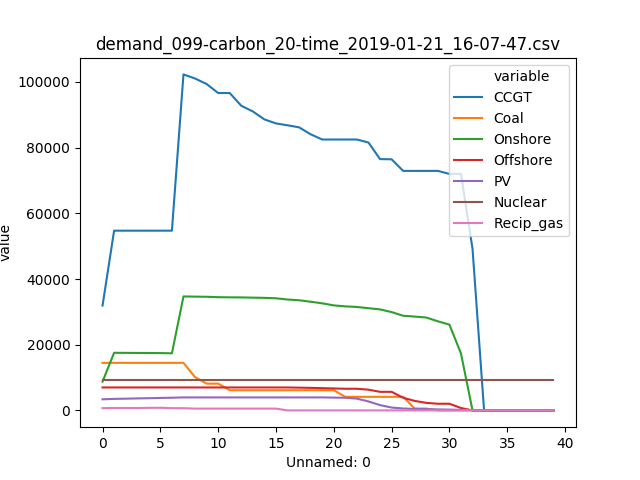 demand_099-carbon_20-time_2019-01-21_16-07-47.csv
variable
CCGT
Coal
Onshore
Offshore
PV
Nuclear
Recip_gas
value
100000
80000
60000
40000
20000
0
0 5 10 15 20 25 30 35 40
Unnamed: 0